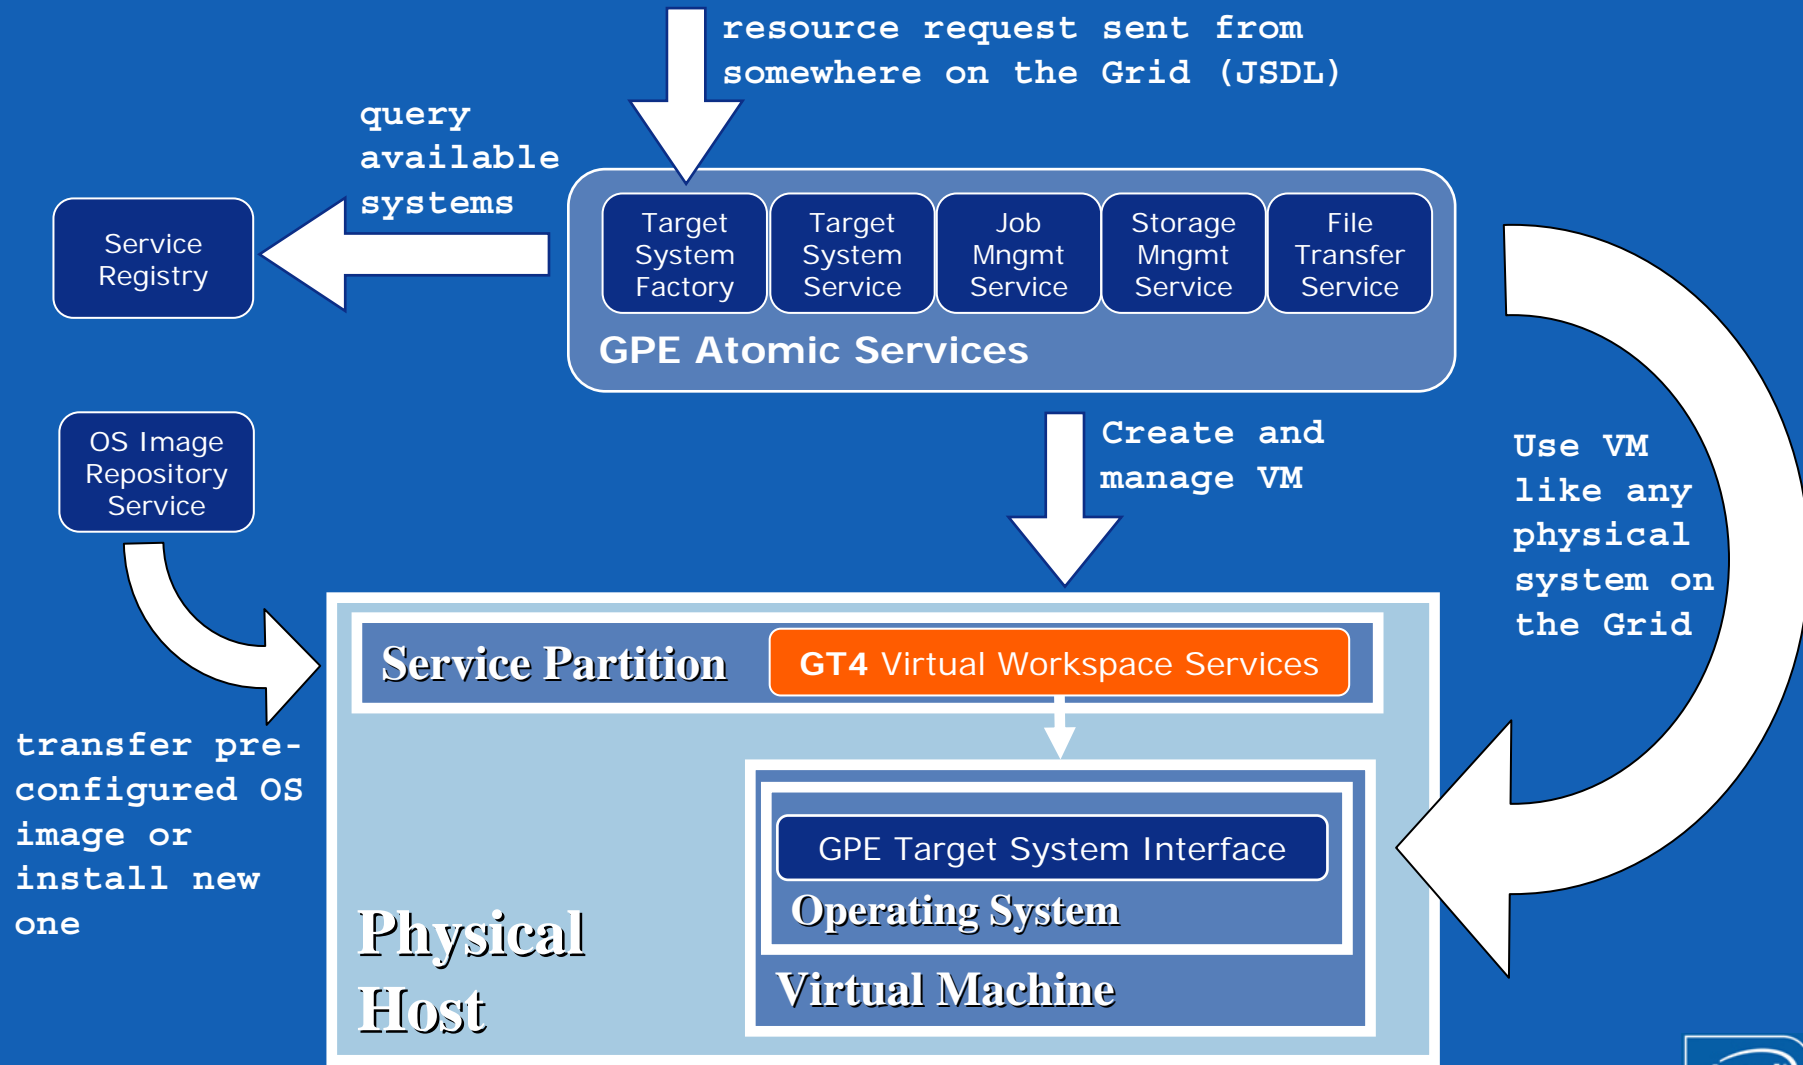 resource request sent from
somewhere on the Grid (JSDL)
query
available
systems
Service
Registry
Target
System
Factory
Target
System
Service
Job
Mngmt
Service
Storage
Mngmt
Service
File
Transfer
Service
GPE Atomic Services
OS Image
Repository
Service
Create and
manage VM
Use VM
like any
physical
system on
the Grid
Service Partition
GT4 Virtual Workspace Services
transfer pre-
configured OS
image or
install new
one
GPE Target System Interface
Operating System
Virtual Machine
Physical
Host